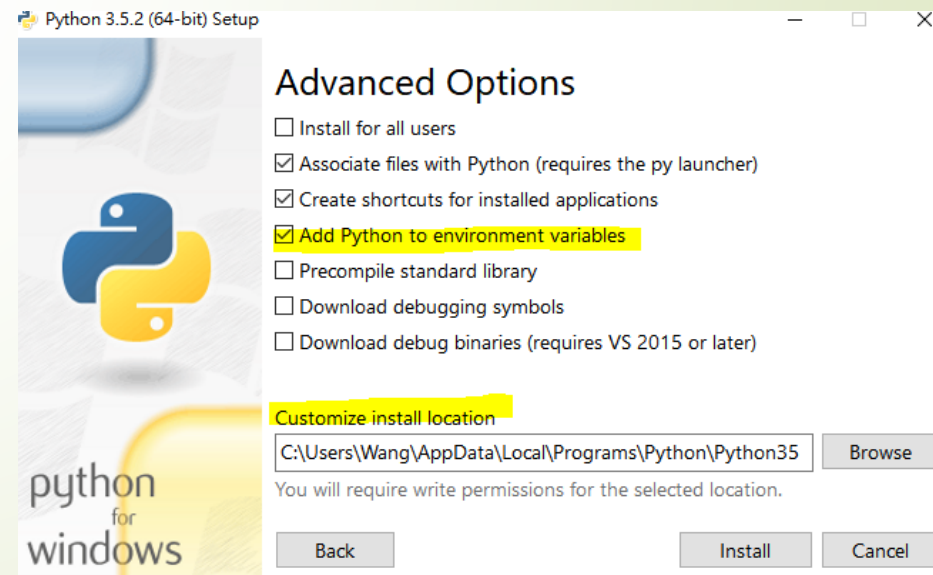 Python 3.5.2 (64-bit) Setup
Advanced Options
Install for all users
Associate files with Python (requires the py launcher)
Create shortcuts for installed applications
Add Python to environment variables
Precompile standard library
Download debugging symbols
Download debug binaries (requires VS 2015 or later)
Customize install location
C:\Users\Wang\AppData\Local\Programs\Python\Python35
Browse
You will require write permissions for the selected location.
python
for
windows
Back
Install
Cancel